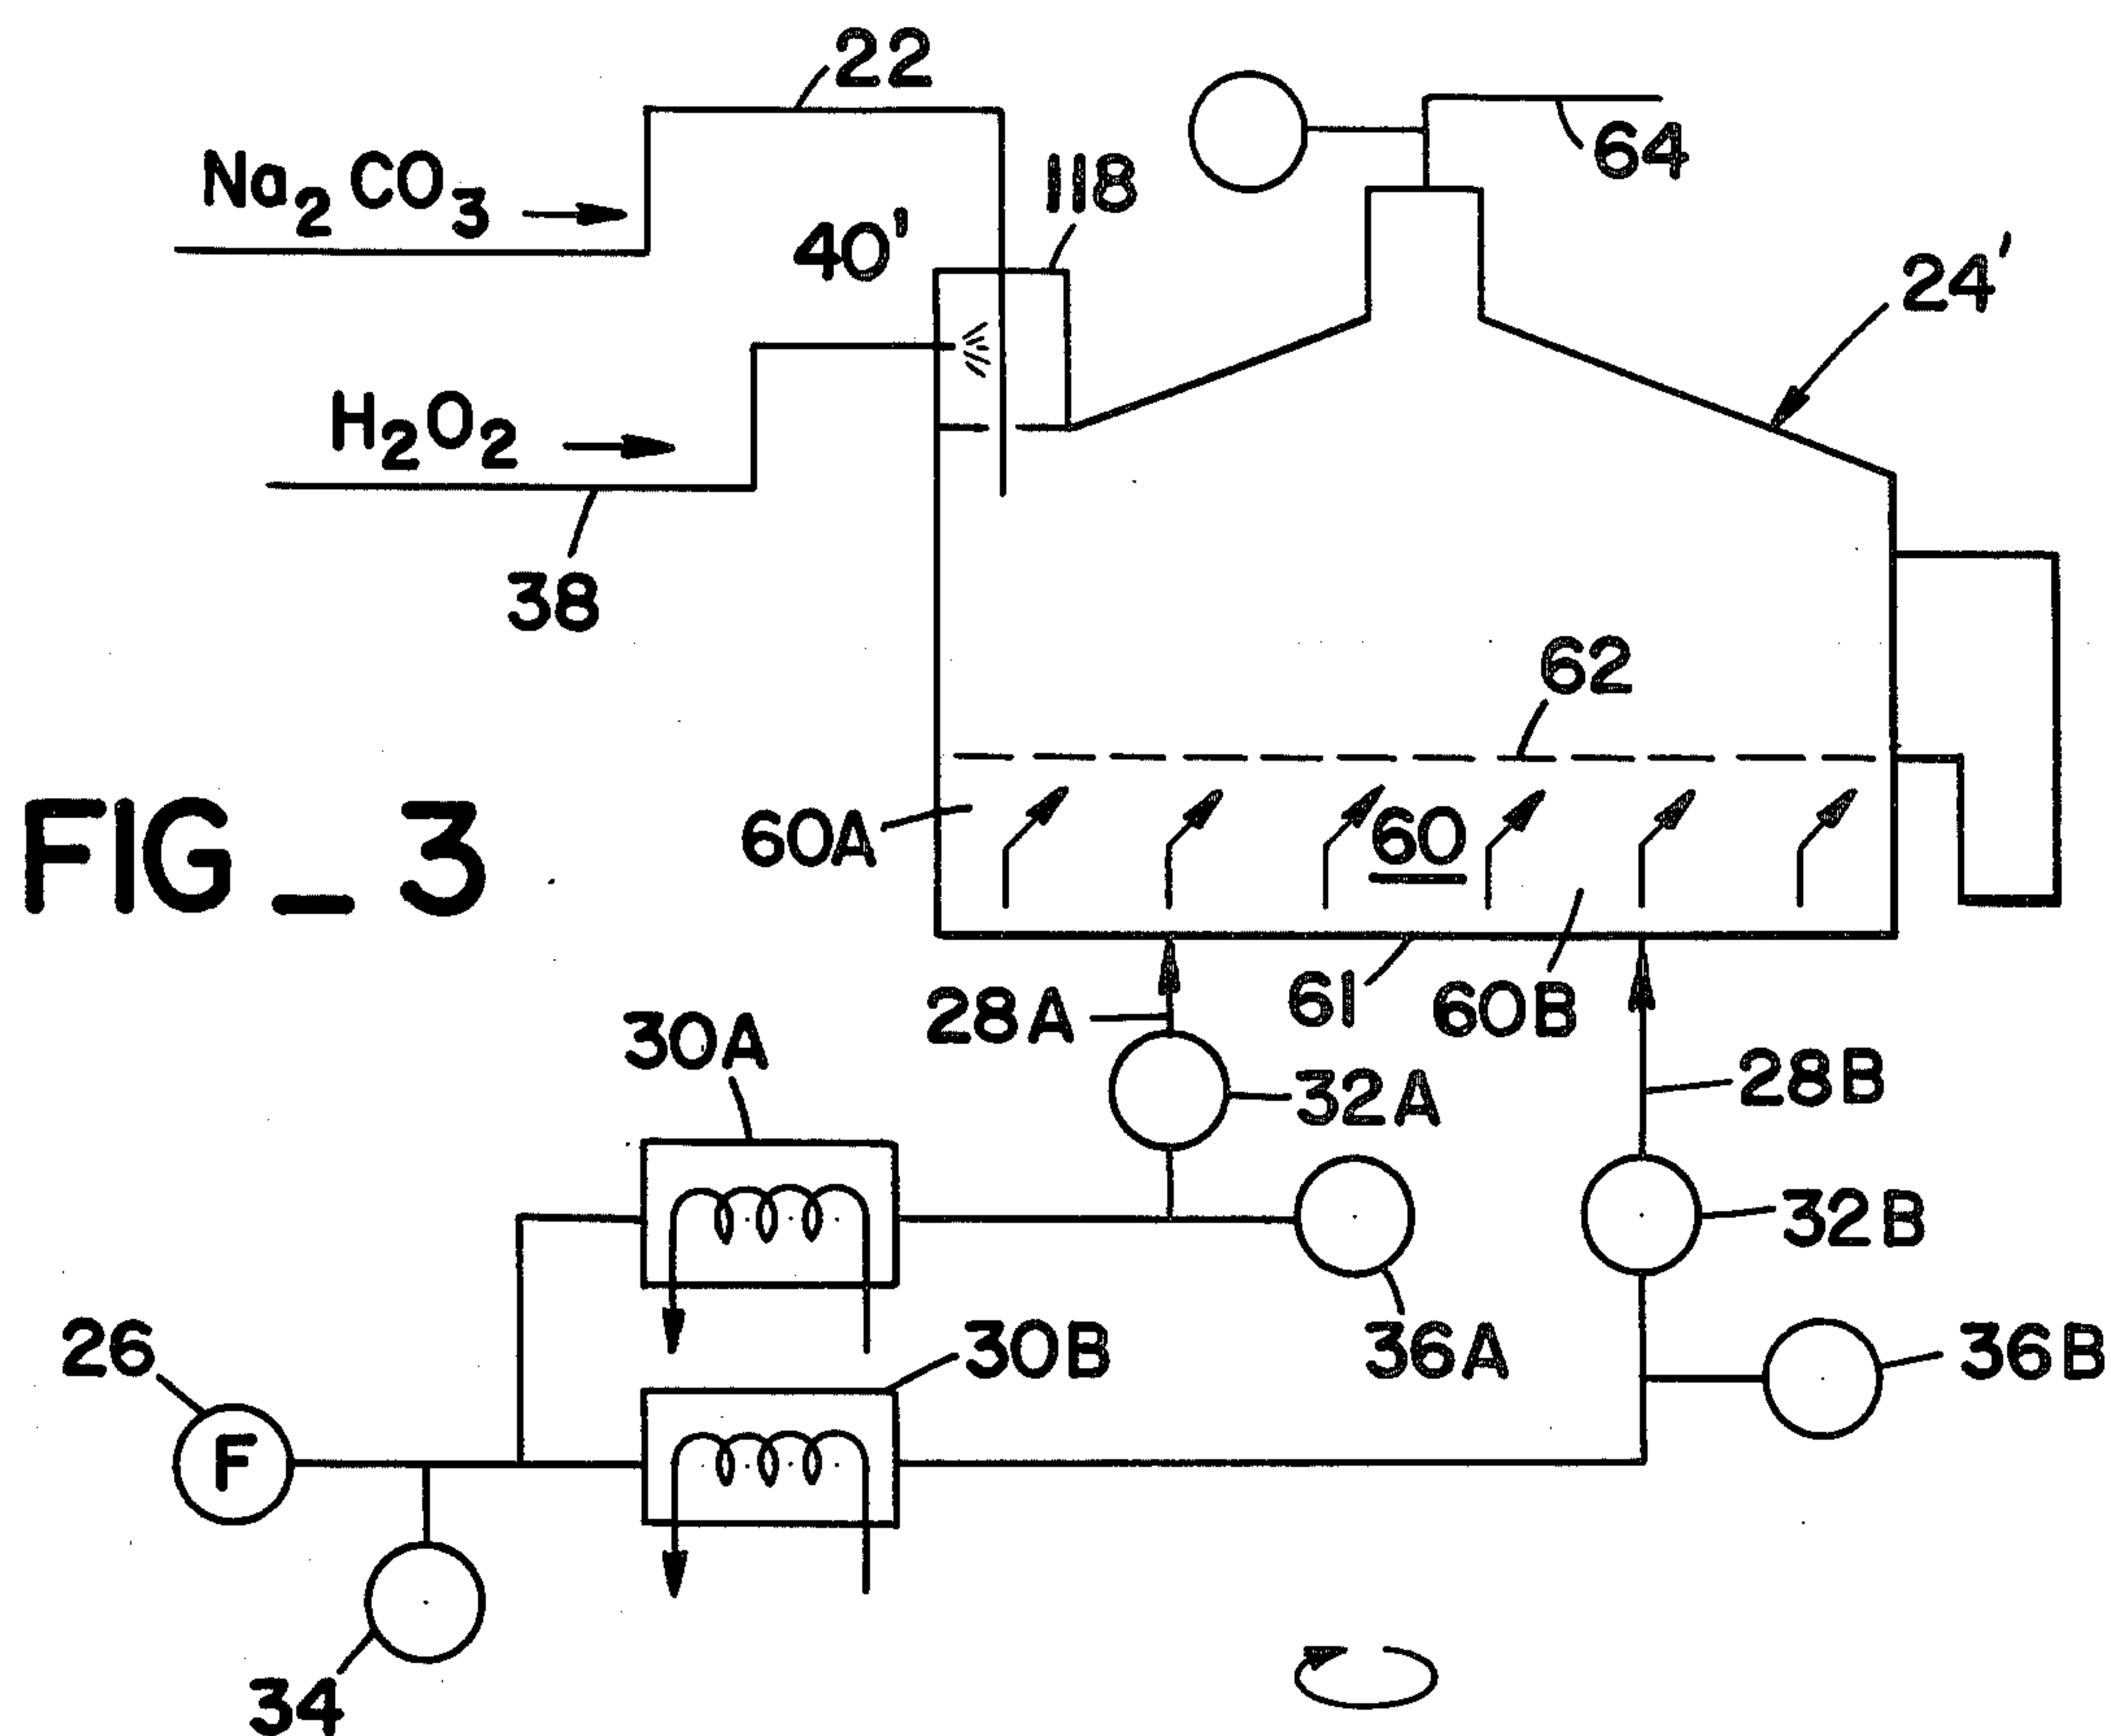 22
64
Na₂CO₃
118
40'
24'
H₂O₂
38
62
FIG_3
60A
60
28A
61
60B
30A
32A
28B
32B
26
30B
36A
36B
F
34